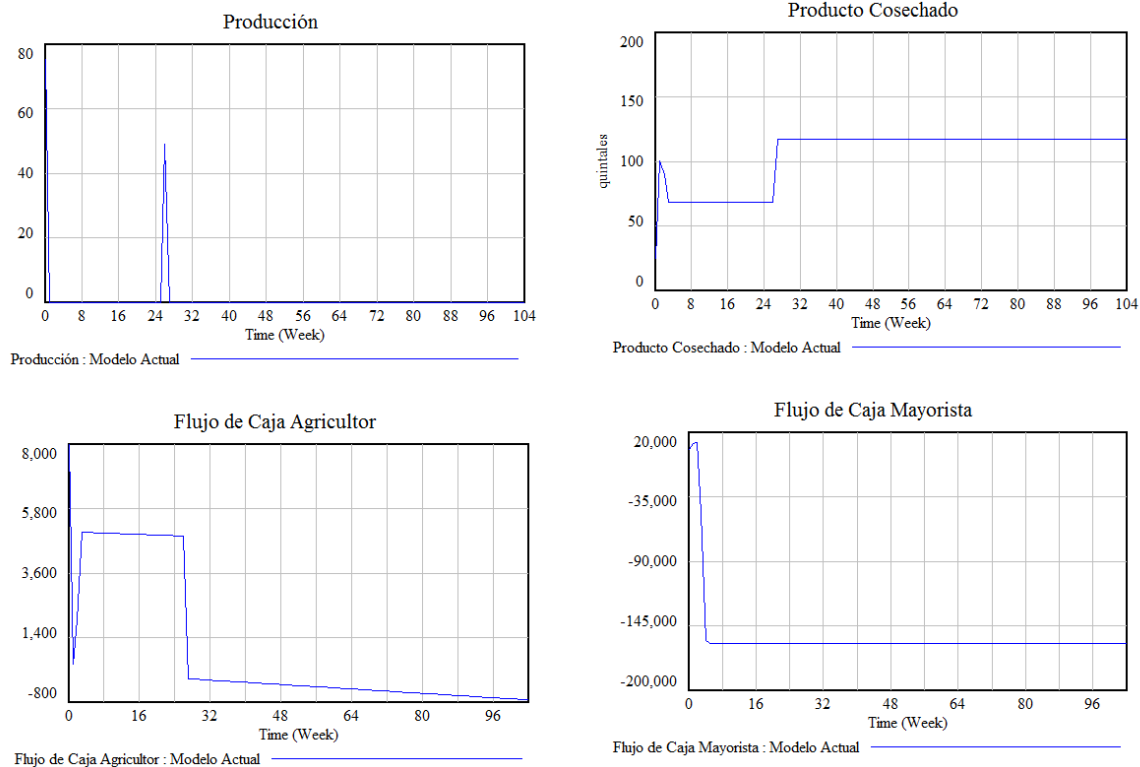 Producción
80
60
40
20
0
0 8 16 24 32 40 48 56 64 72 80 88 96 104
Time (Week)
Producción : Modelo Actual
Producto Cosechado
200
150
100
50
0
quintales
0 8 16 24 32 40 48 56 64 72 80 88 96 104
Time (Week)
Producto Cosechado : Modelo Actual
Flujo de Caja Agricultor
8,000
5,800
3,600
1,400
-800
0 16 32 48 64 80 96
Time (Week)
Flujo de Caja Agricultor : Modelo Actual
Flujo de Caja Mayorista
20,000
-35,000
-90,000
-145,000
-200,000
0 16 32 48 64 80 96
Time (Week)
Flujo de Caja Mayorista : Modelo Actual